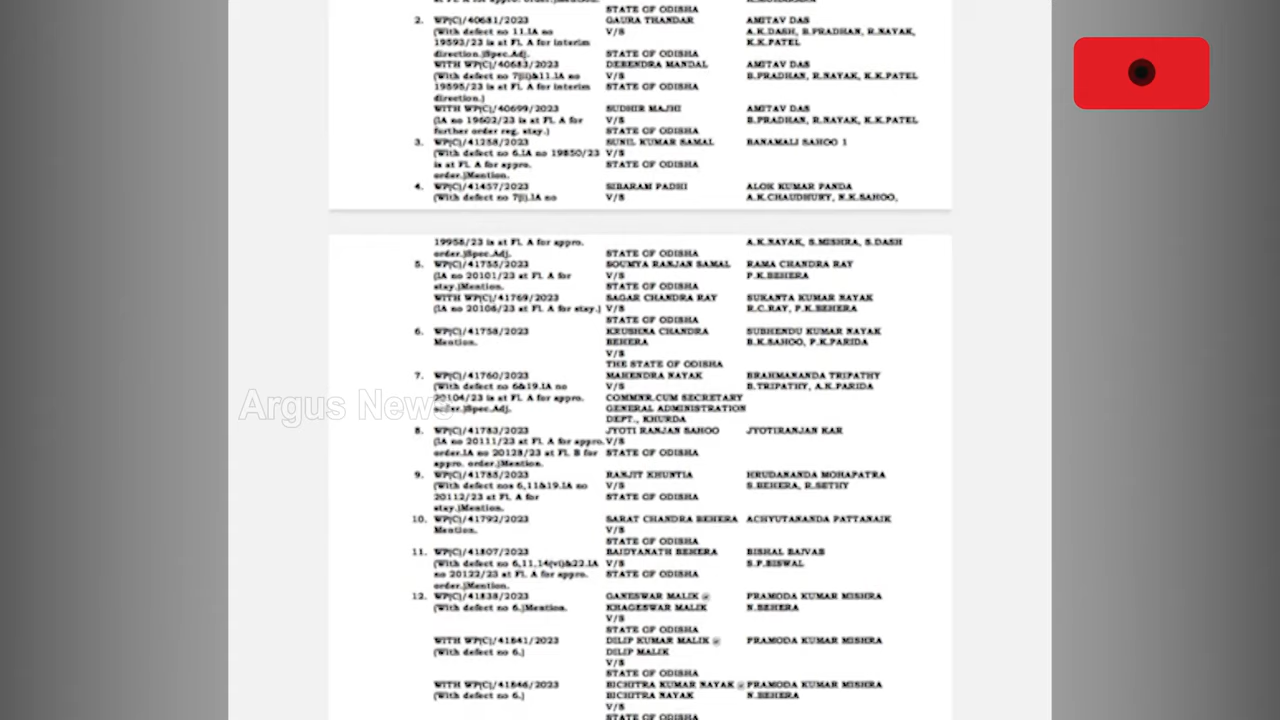 STATE OF ODISHA
2. WP(C)/40681/2023 GAURA THANDAR AMITAV DAS
(With defect no 11.IA no V/S A.K.DASH, B.PRADHAN, R.NAYAK,
19593/23 is at Fl. A for interim K.K.PATEL
direction.)Spec.Adj. STATE OF ODISHA
WITH WP(C)/40683/2023 DEBENDRA MANDAL AMITAV DAS
(With defect no 7(ii)&11.IA no V/S B.PRADHAN, R.NAYAK, K.K.PATEL
19595/23 is at Fl. A for interim STATE OF ODISHA
direction.)
WITH WP(C)/40699/2023 SUDHIR MAJHI AMITAV DAS
(IA no 19602/23 is at Fl. A for V/S B.PRADHAN, R.NAYAK, K.K.PATEL
further order reg. stay.) STATE OF ODISHA
3. WP(C)/41258/2023 SUNIL KUMAR SAMAL BANAMALI SAHOO 1
(With defect no 6.IA no 19850/23 V/S
is at Fl. A for appro. STATE OF ODISHA
order.)Mention.
4. WP(C)/41457/2023 SIBARAM PADHI ALOK KUMAR PANDA
(With defect no 7(i).IA no V/S A.K.CHAUDHURY, N.K.SAHOO,
19958/23 is at Fl. A for appro. A.K.NAYAK, S.MISHRA, S.DASH
order.)Spec.Adj. STATE OF ODISHA
5. WP(C)/41755/2023 SOUMYA RANJAN SAMAL RAMA CHANDRA RAY
(IA no 20101/23 at Fl. A for V/S P.K.BEHERA
stay.)Mention. STATE OF ODISHA
WITH WP(C)/41769/2023 SAGAR CHANDRA RAY SUKANTA KUMAR NAYAK
(IA no 20106/23 at Fl. A for stay.) V/S R.C.RAY, P.K.BEHERA
STATE OF ODISHA
6. WP(C)/41758/2023 KRUSHNA CHANDRA SUBHENDU KUMAR NAYAK
Mention. BEHERA B.K.SAHOO, P.K.PARIDA
V/S
THE STATE OF ODISHA
7. WP(C)/41760/2023 MAHENDRA NAYAK BRAHMANANDA TRIPATHY
(With defect no 6&19.IA no V/S B.TRIPATHY, A.K.PARIDA
20104/23 is at Fl. A for appro. COMMNR.CUM SECRETARY
order.)Spec.Adj. GENERAL ADMINISTRATION
DEPT., KHURDA
Argus News
8. WP(C)/41783/2023 JYOTI RANJAN SAHOO JYOTIRANJAN KAR
(IA no 20111/23 at Fl. A for appro. V/S
order.IA no 20128/23 at Fl. B for STATE OF ODISHA
appro. order.)Mention.
9. WP(C)/41785/2023 RANJIT KHUNTIA HRUDANANDA MOHAPATRA
(With defect nos 6,11&19.IA no V/S S.BEHERA, R.SETHY
20112/23 at Fl. A for STATE OF ODISHA
stay.)Mention.
10. WP(C)/41792/2023 SARAT CHANDRA BEHERA ACHYUTANANDA PATTANAIK
Mention. V/S
STATE OF ODISHA
11. WP(C)/41807/2023 BAIDYANATH BEHERA BISHAL
(With defect no 6,11,14(vi)&22.IA V/S S.P.BISWAL
no 20122/23 at Fl. A for appro. STATE OF ODISHA
order.)Mention.
12. WP(C)/41838/2023 GANESWAR MALIK @ PRAMODA KUMAR MISHRA
(With defect no 6.)Mention. KHAGESWAR MALIK N.BEHERA
V/S
STATE OF ODISHA
WITH WP(C)/41841/2023 DILIP KUMAR MALIK @ PRAMODA KUMAR MISHRA
(With defect no 6.) DILIP MALIK
V/S
STATE OF ODISHA
WITH WP(C)/41846/2023 BICHITRA KUMAR NAYAK @ PRAMODA KUMAR MISHRA
(With defect no 6.) BICHITRA NAYAK N.BEHERA
V/S
STATE OF ODISHA